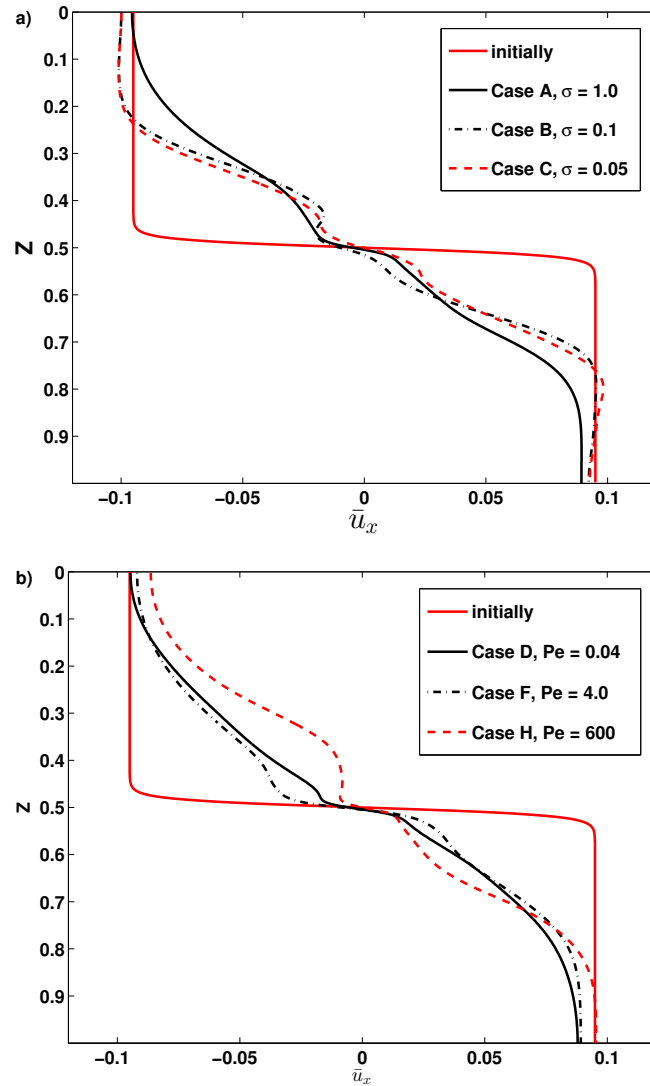 a)
0
0.1
0.2
0.3
0.4
0.5
0.6
0.7
0.8
0.9
z
initially
Case A, σ = 1.0
Case B, σ = 0.1
Case C, σ = 0.05
−0.1 −0.05 0 0.05 0.1
ū_x
b)
0
0.1
0.2
0.3
0.4
0.5
0.6
0.7
0.8
0.9
z
initially
Case D, Pe = 0.04
Case F, Pe = 4.0
Case H, Pe = 600
−0.1 −0.05 0 0.05 0.1
ū_x